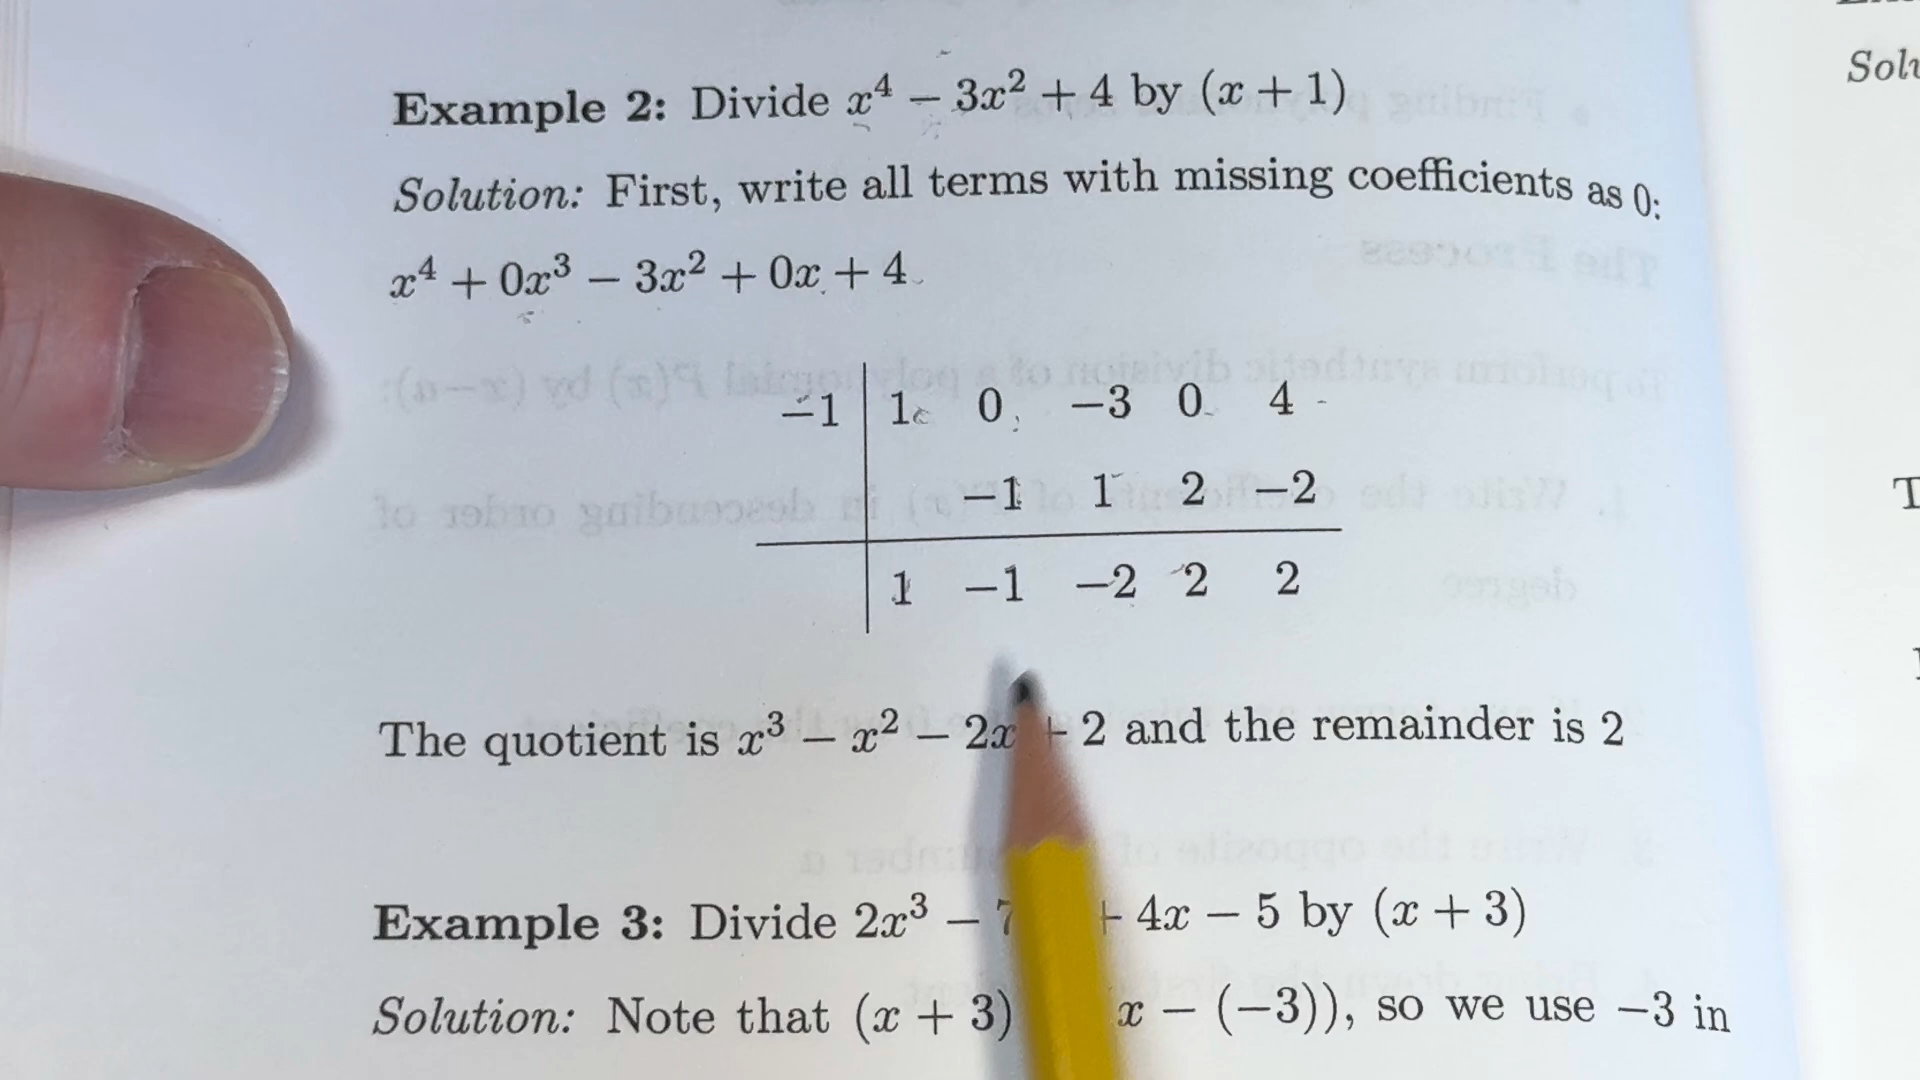 Example 2: Divide x⁴ − 3x² + 4 by (x + 1)
Solution: First, write all terms with missing coefficients as 0:
x⁴ + 0x³ − 3x² + 0x + 4
−1 | 1 0 −3 0 4
−1 1 2 −2
1 −1 −2 2 2
The quotient is x³ − x² − 2x + 2 and the remainder is 2
Example 3: Divide 2x³ − 7 + 4x − 5 by (x + 3)
Solution: Note that (x + 3) x − (−3)), so we use −3 in